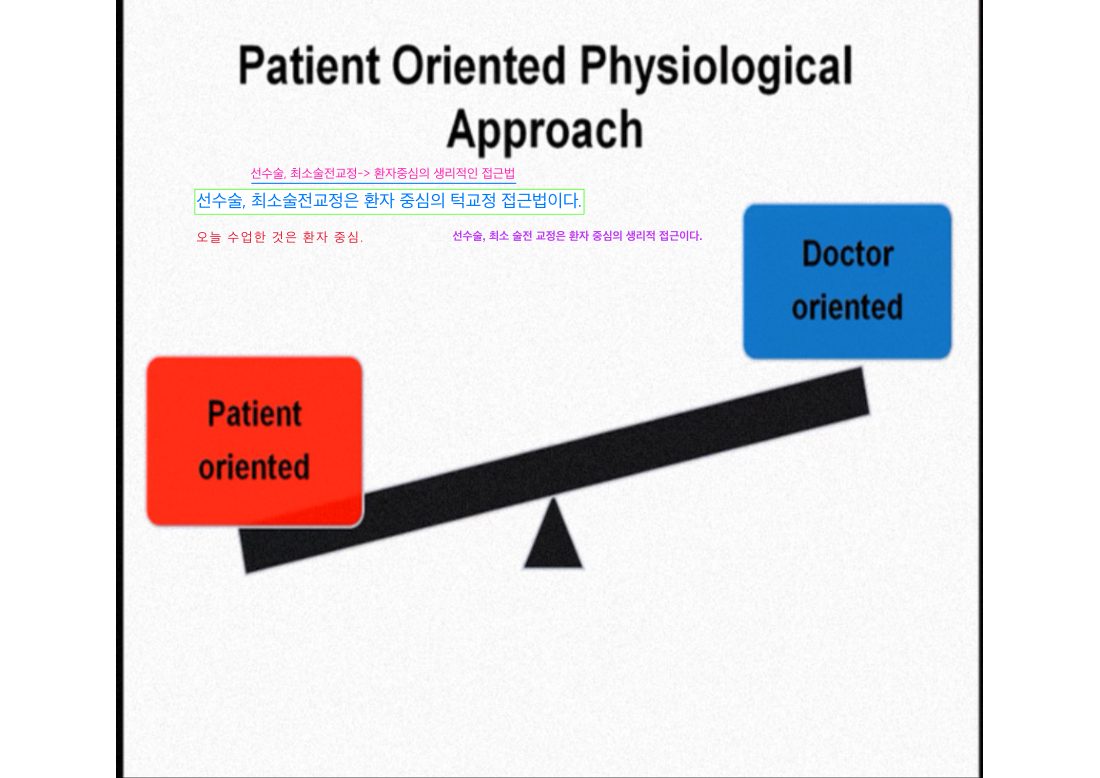 Patient Oriented Physiological
Approach
선수술, 최소술전교정-> 환자중심의 생리적인 접근법
선수술, 최소술전교정은 환자 중심의 턱교정 접근법이다.
오늘 수업한 것은 환자 중심.
선수술, 최소 술전 교정은 환자 중심의 생리적 접근이다.
Doctor
oriented
Patient
oriented